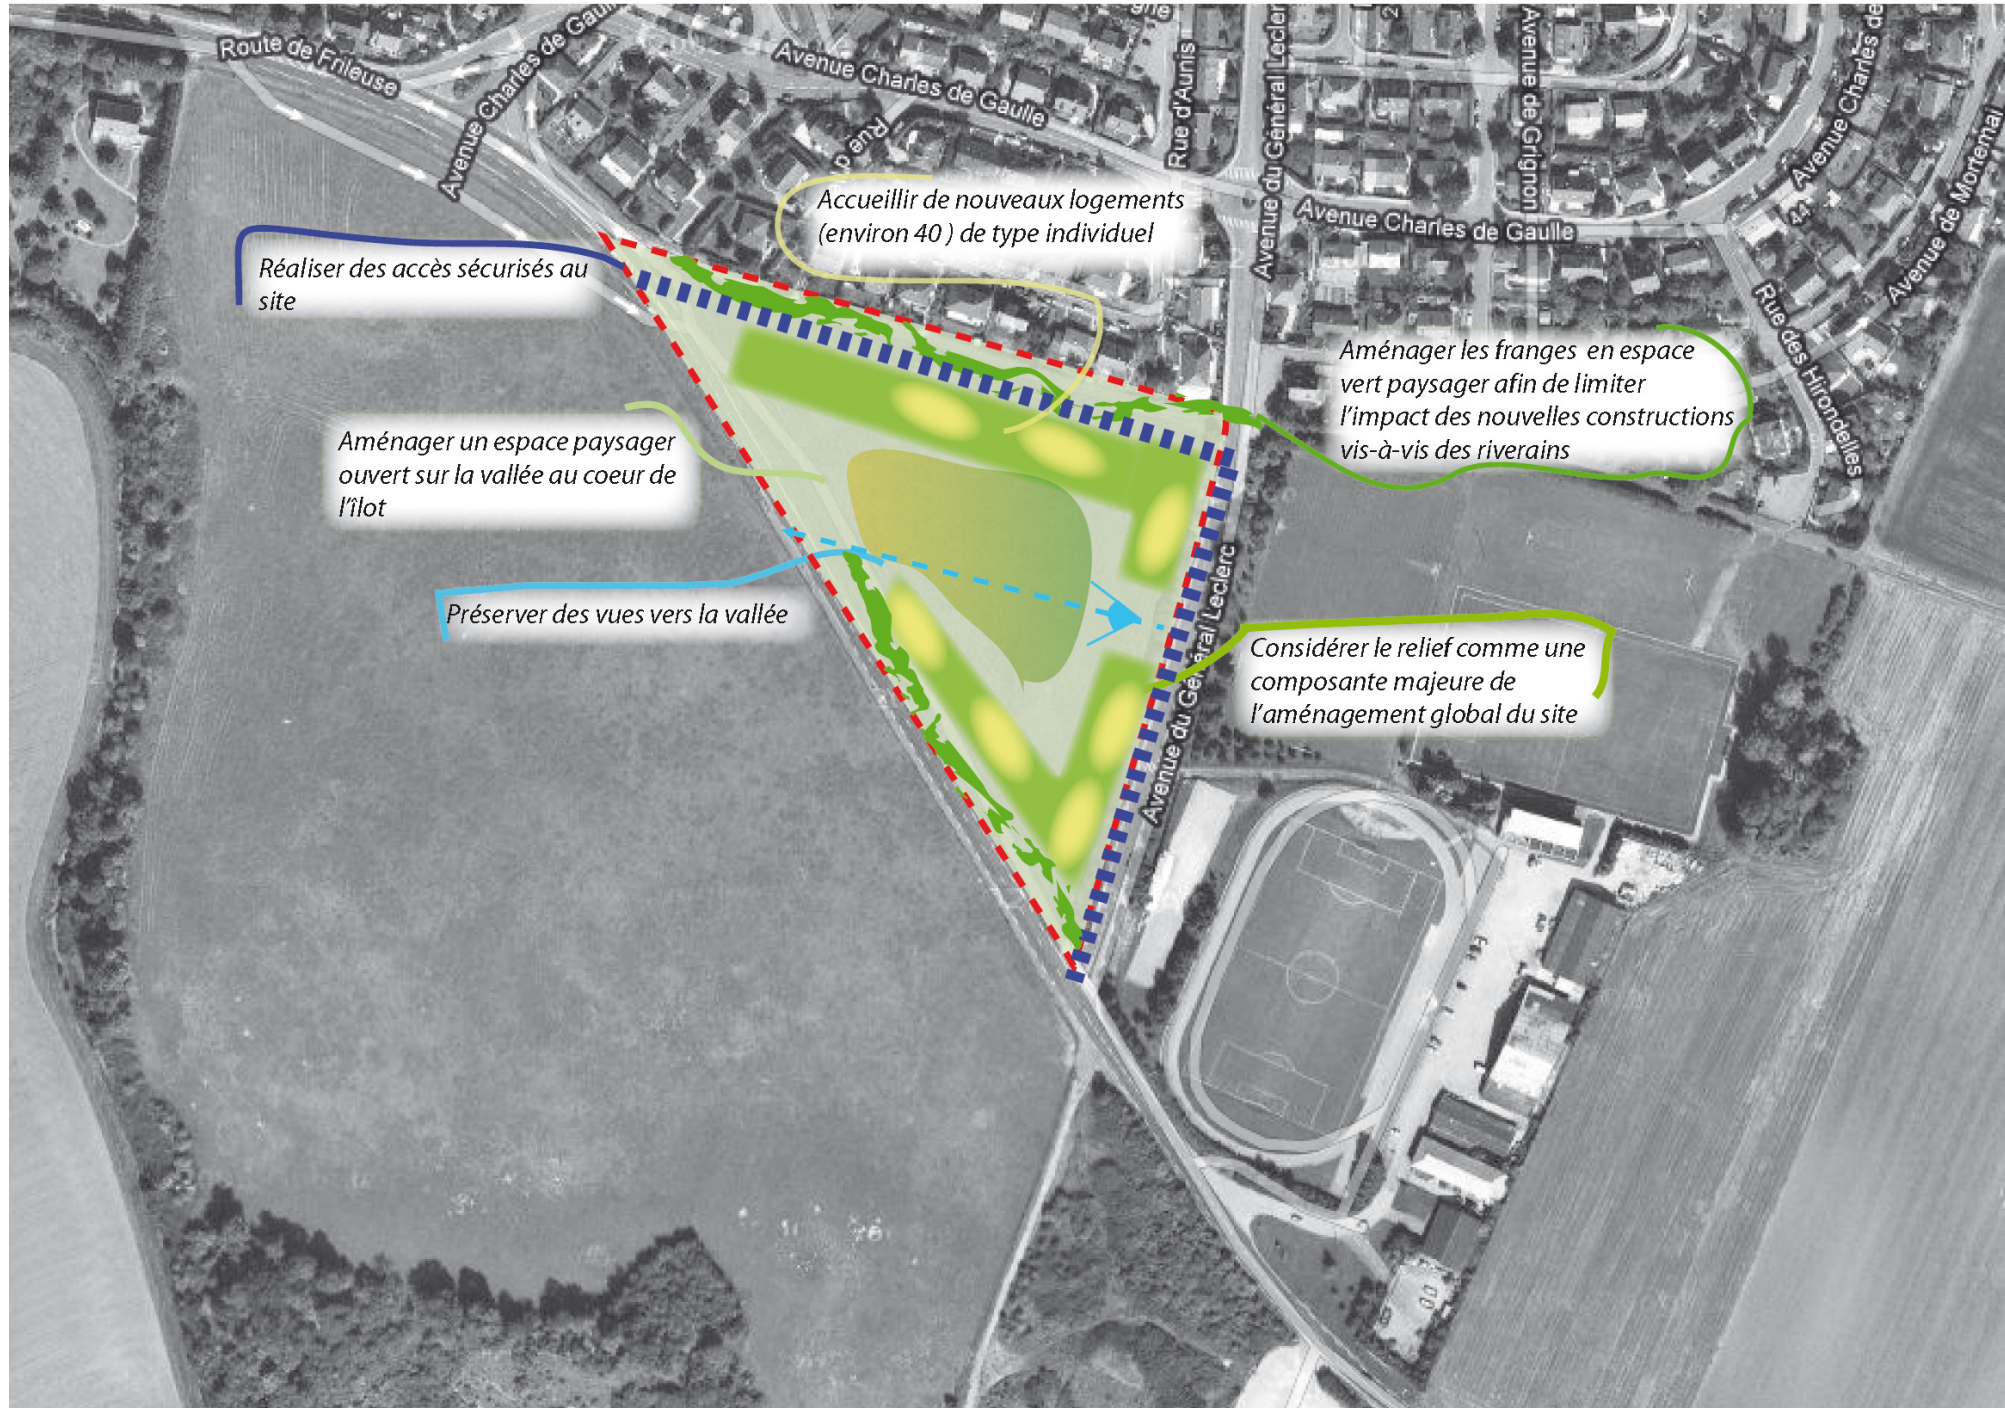 Route de Frileuse
Avenue Charles de Gaul
Avenue Charles de Gaulle
Rue d'Aunis
Avenue du Général Leclerc
Avenue de Grignon
Avenue Charles de
Avenue de Mortemai
Rue d
44
2
Accueillir de nouveaux logements
(environ 40 ) de type individuel
Avenue Charles de Gaulle
Réaliser des accès sécurisés au
site
Rue des Hirondelles
Aménager les franges en espace
vert paysager afin de limiter
l'impact des nouvelles constructions
vis-à-vis des riverains
Aménager un espace paysager
ouvert sur la vallée au coeur de
l'îlot
Préserver des vues vers la vallée
Avenue du Général Leclerc
Considérer le relief comme une
composante majeure de
l'aménagement global du site